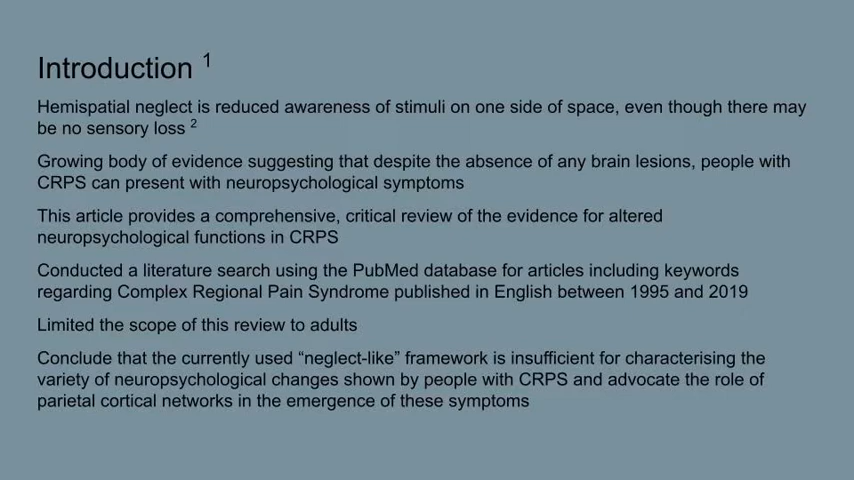 Introduction 1
Hemispatial neglect is reduced awareness of stimuli on one side of space, even though there may
be no sensory loss 2
Growing body of evidence suggesting that despite the absence of any brain lesions, people with
CRPS can present with neuropsychological symptoms
This article provides a comprehensive, critical review of the evidence for altered
neuropsychological functions in CRPS
Conducted a literature search using the PubMed database for articles including keywords
regarding Complex Regional Pain Syndrome published in English between 1995 and 2019
Limited the scope of this review to adults
Conclude that the currently used “neglect-like” framework is insufficient for characterising the
variety of neuropsychological changes shown by people with CRPS and advocate the role of
parietal cortical networks in the emergence of these symptoms